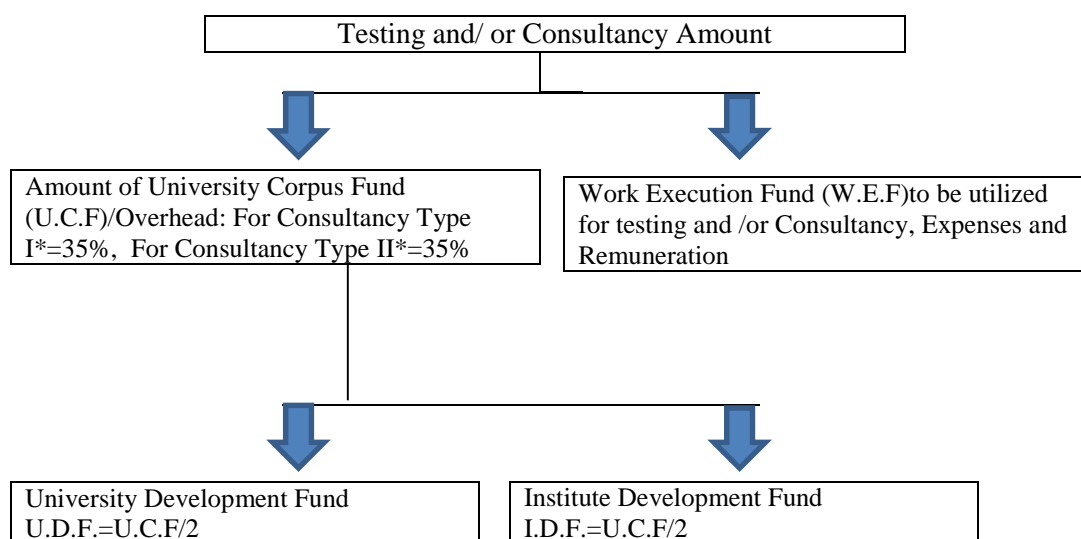 Testing and/ or Consultancy Amount
Amount of University Corpus Fund
(U.C.F)/Overhead: For Consultancy Type
I*=35%,  For Consultancy Type II*=35%
Work Execution Fund (W.E.F)to be utilized
for testing and /or Consultancy, Expenses and
Remuneration
University Development Fund
U.D.F.=U.C.F/2
Institute Development Fund
I.D.F.=U.C.F/2